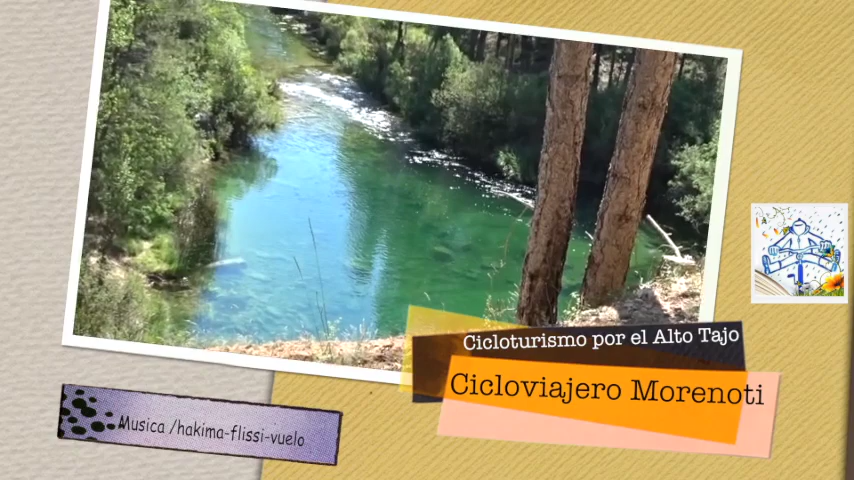 Cicloturismo por el Alto Tajo
Cicloviajero Morenoti
Musica /hakima-flissi-vuelo